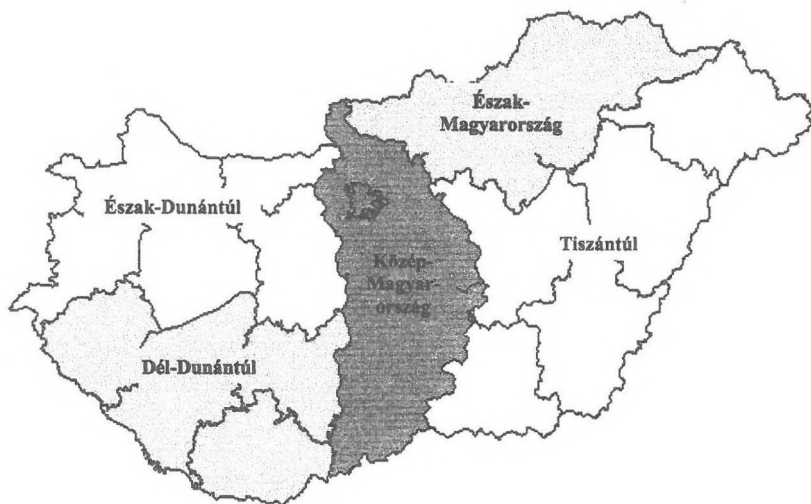 Észak-
Magyarország
Észak-Dunántúl
Tiszántúl
Közép-
Magyar-
ország
Dél-Dunántúl